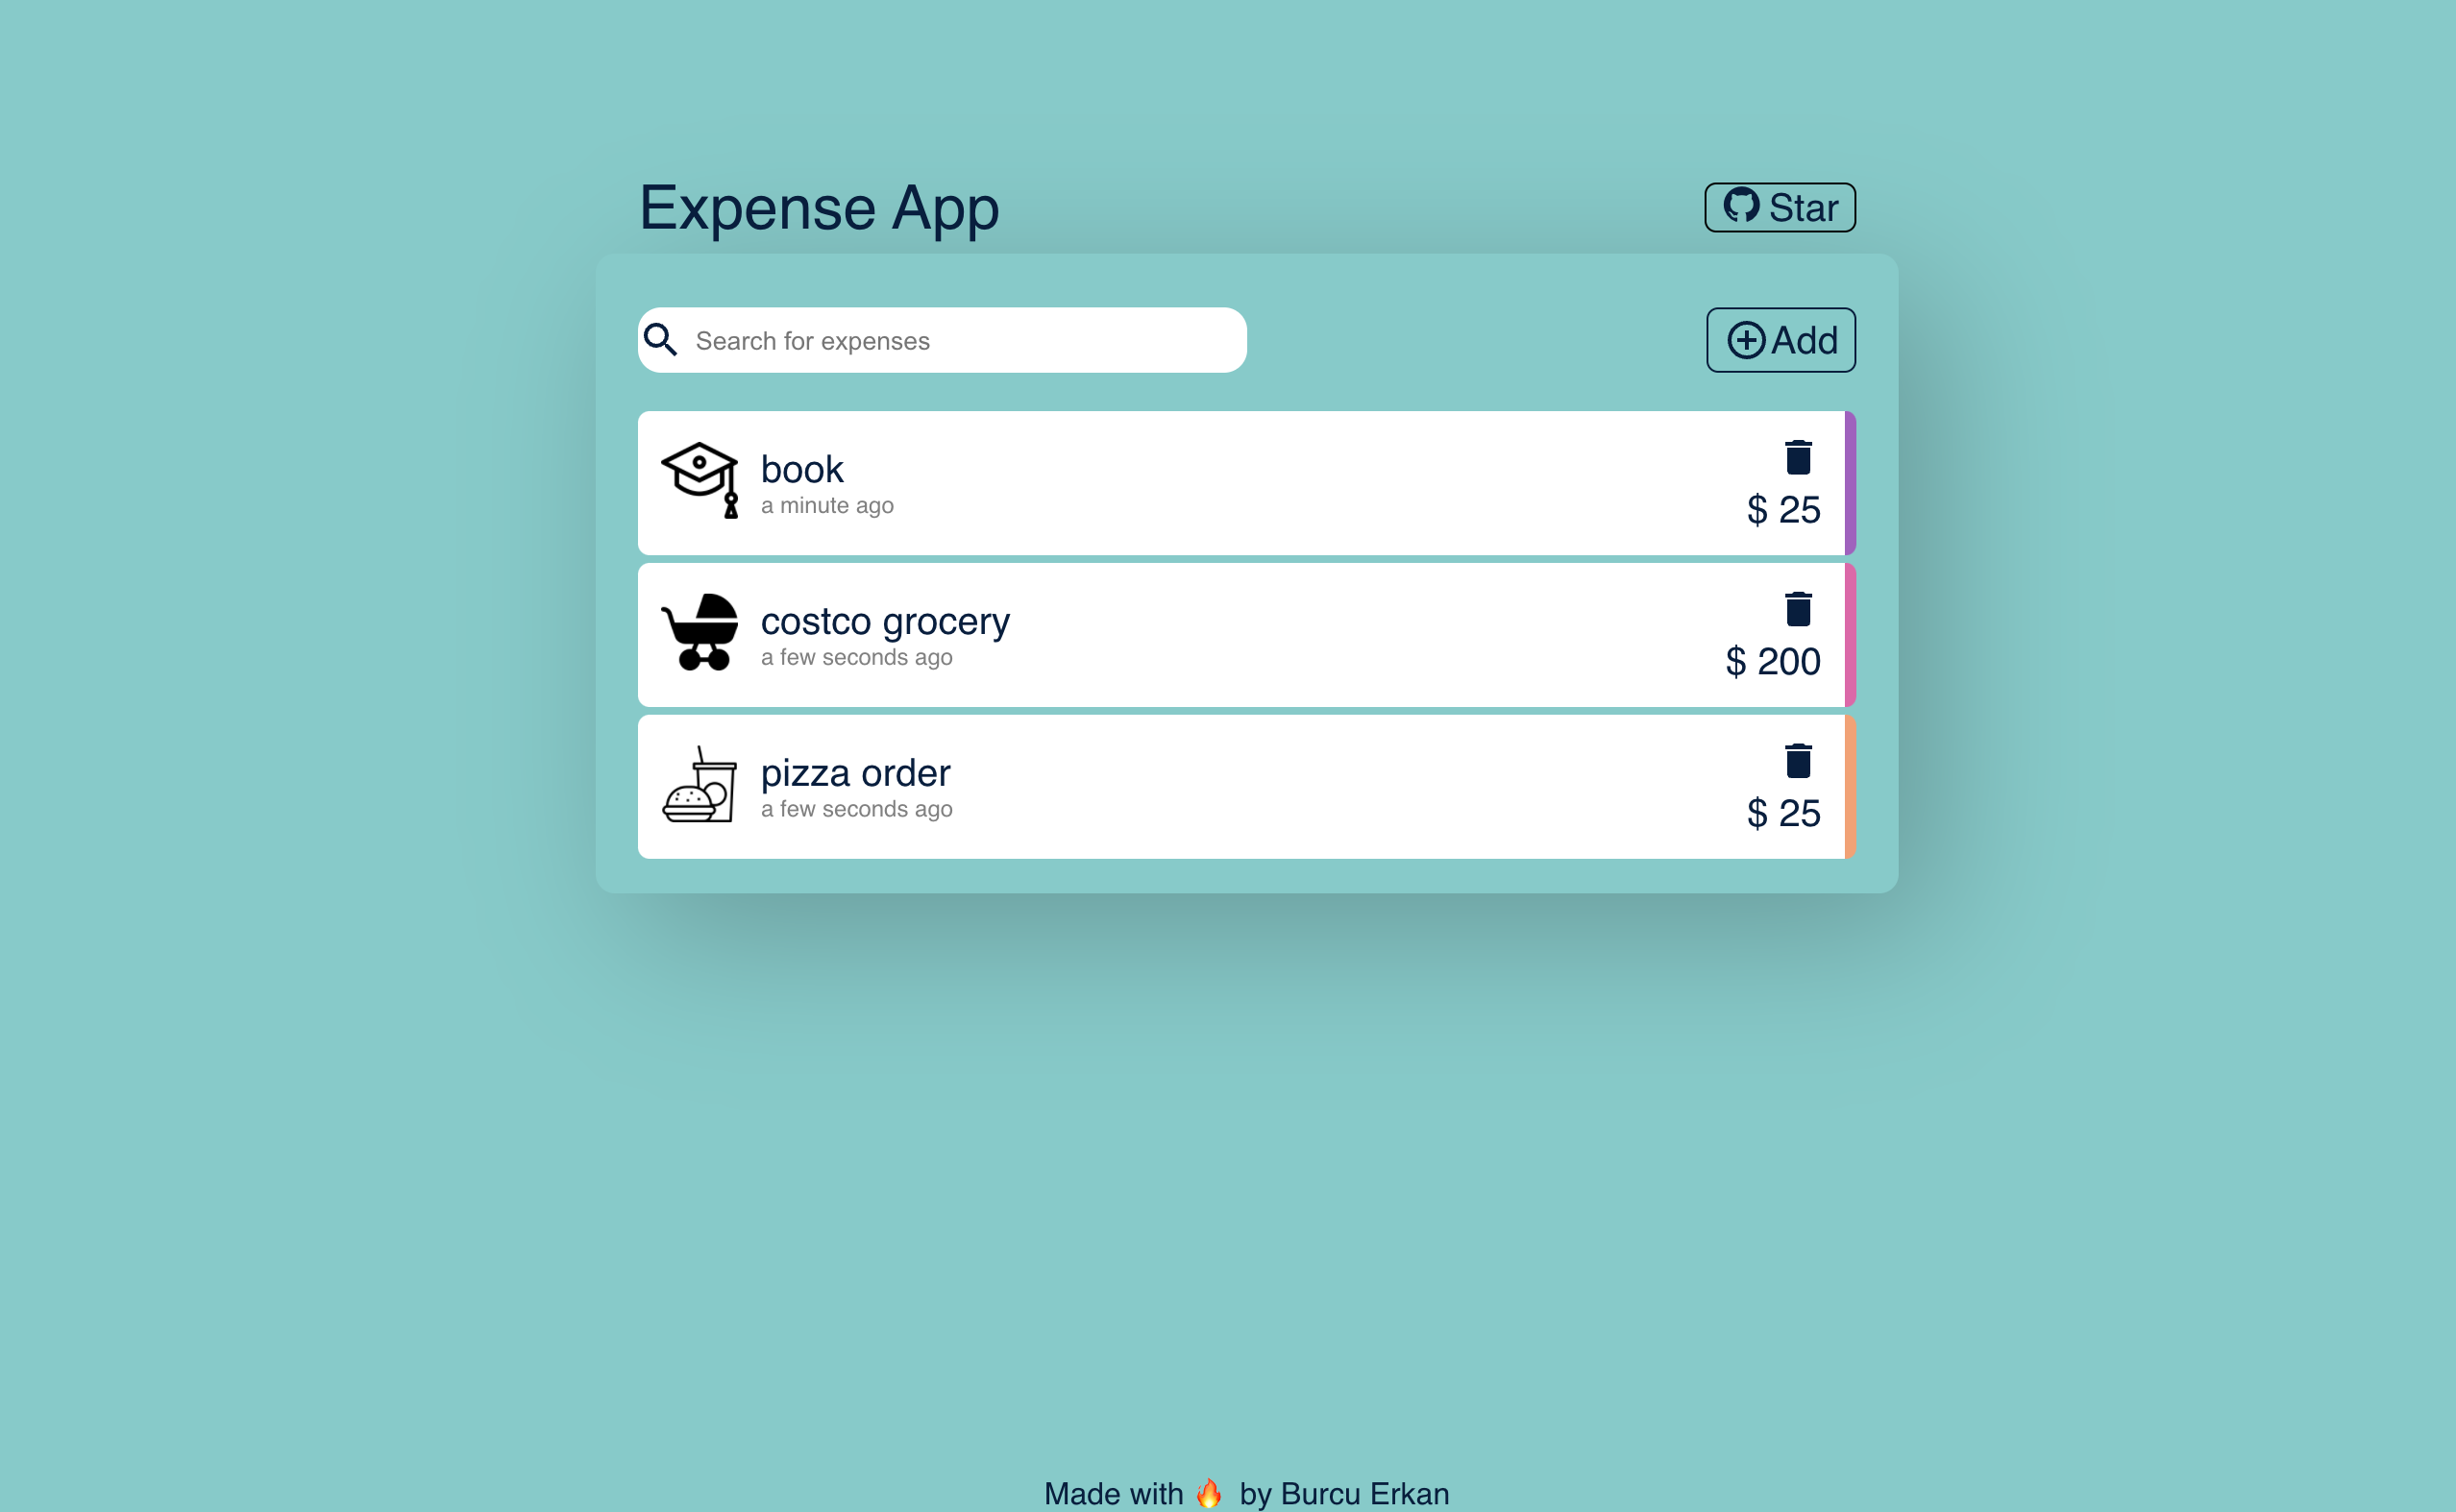 Expense App
Star
Search for expenses
Add
book
a minute ago
$ 25
costco grocery
a few seconds ago
$ 200
pizza order
a few seconds ago
$ 25
Made with 🔥 by Burcu Erkan